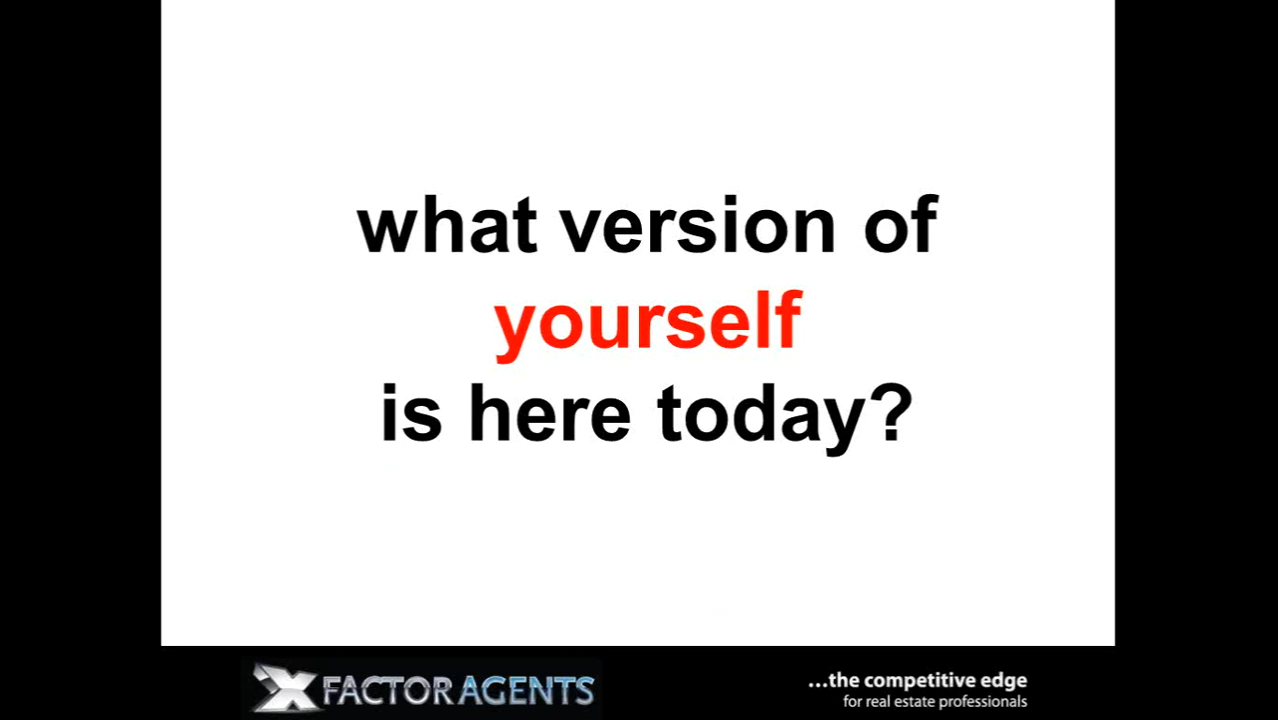 what version of
yourself
is here today?
X FACTOR AGENTS
...the competitive edge
for real estate professionals